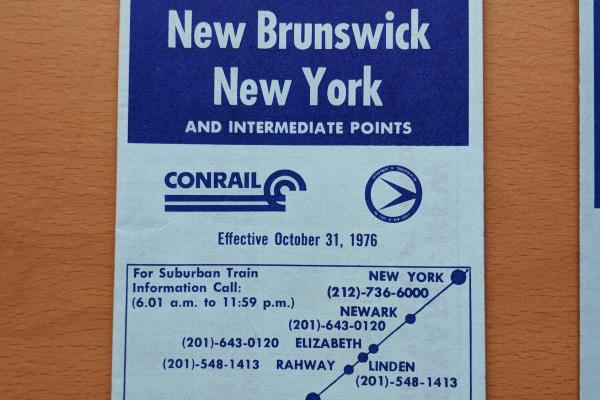 New Brunswick
New York
AND INTERMEDIATE POINTS
CONRAIL
Effective October 31, 1976
For Suburban Train
Information Call:
(6.01 a.m. to 11:59 p.m.)
NEW YORK
(212)-736-6000
NEWARK
(201)-643-0120
(201)-643-0120 ELIZABETH
(201)-548-1413 RAHWAY LINDEN
(201)-548-1413